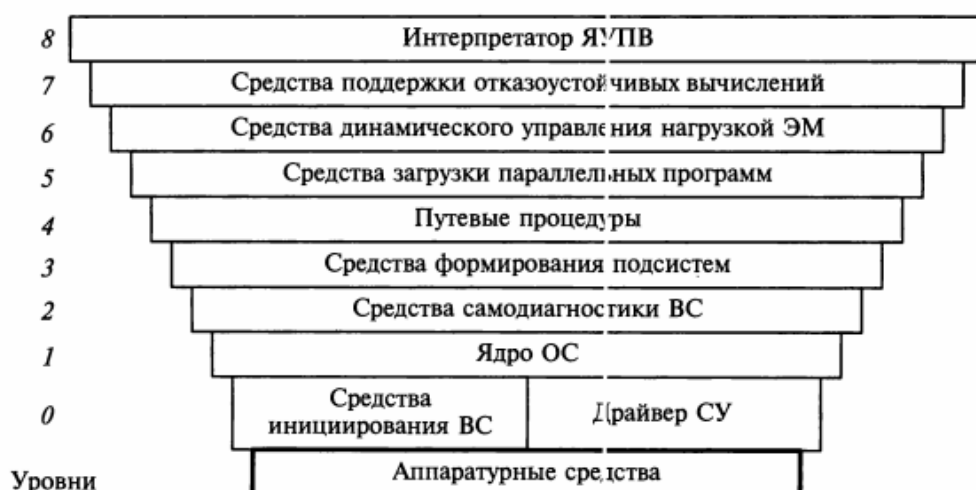 8 Интерпретатор ЯУПВ
7 Средства поддержки отказоустойчивых вычислений
6 Средства динамического управления нагрузкой ЭМ
5 Средства загрузки параллельных программ
4 Путевые процедуры
3 Средства формирования подсистем
2 Средства самодиагностики ВС
1 Ядро ОС
0 Средства инициирования ВС Драйвер СУ
Уровни Аппаратурные средства